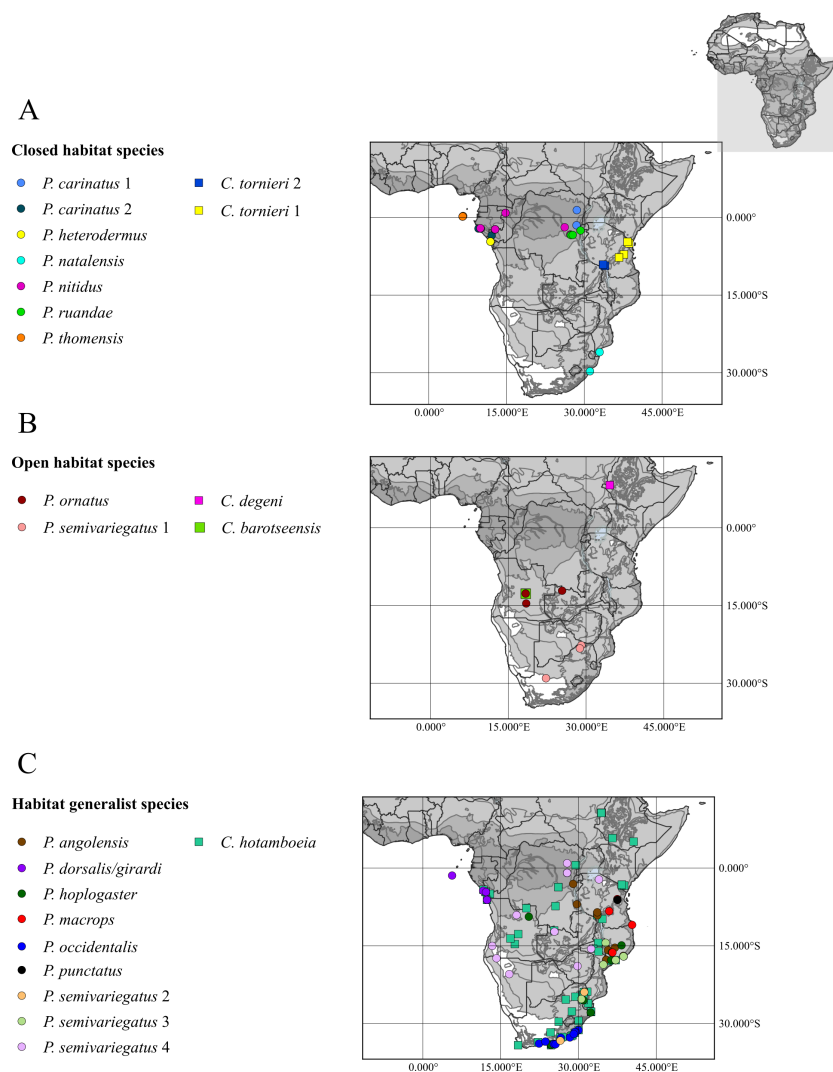 A
Closed habitat species
P. carinatus 1
P. carinatus 2
P. heterodermus
P. natalensis
P. nitidus
P. ruandae
P. thomensis
C. tornieri 2
C. tornieri 1
0.000°
15.000°S
30.000°S
0.000° 15.000°E 30.000°E 45.000°E
B
Open habitat species
P. ornatus
P. semivariegatus 1
C. degeni
C. barotseensis
0.000°
15.000°S
30.000°S
0.000° 15.000°E 30.000°E 45.000°E
C
Habitat generalist species
P. angolensis
P. dorsalis/girardi
P. hoplogaster
P. macrops
P. occidentalis
P. punctatus
P. semivariegatus 2
P. semivariegatus 3
P. semivariegatus 4
C. hotamboeia
0.000°
15.000°S
30.000°S
0.000° 15.000°E 30.000°E 45.000°E